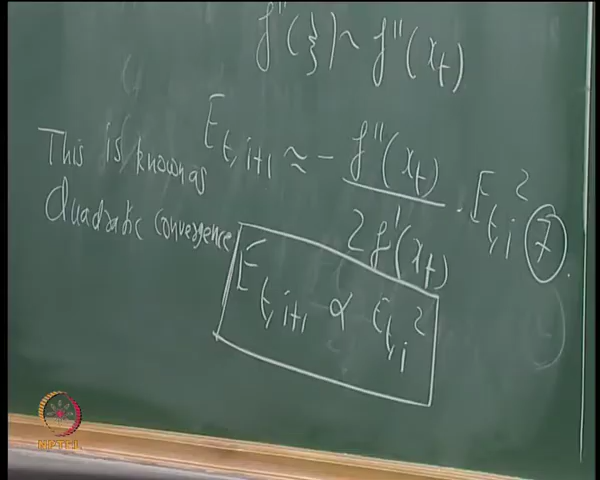 f''(ξ) ~ f''(x_t)
E_{t,i+1} ≈ - f''(x_t) / 2f'(x_t) · E_{t,i}^2 (7).
This is known as
Quadratic convergence
E_{t,i+1} ∝ E_{t,i}^2
NPTEL